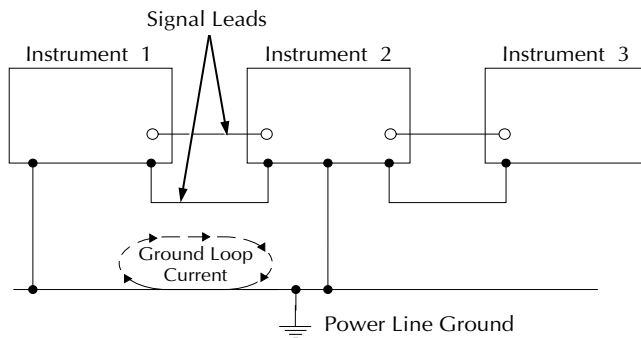 Signal Leads
Instrument 1
Instrument 2
Instrument 3
Ground Loop
Current
Power Line Ground